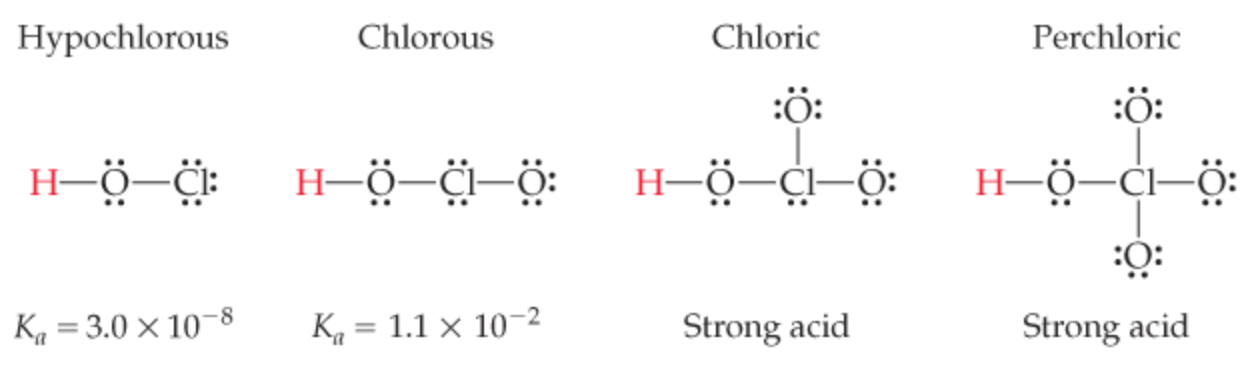 Hypochlorous Chlorous Chloric Perchloric
:Ö: :Ö:
H—Ö—Cl: H—Ö—Cl—Ö: H—Ö—Cl—Ö: H—Ö—Cl—Ö:
:Ö:
Kₐ = 3.0 × 10⁻⁸ Kₐ = 1.1 × 10⁻² Strong acid Strong acid